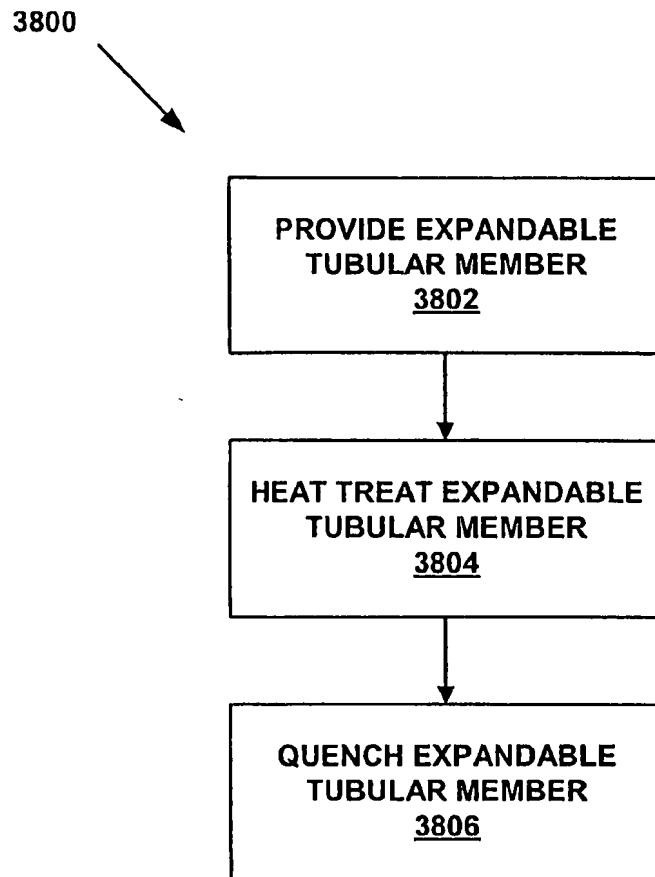 3800
PROVIDE EXPANDABLE
TUBULAR MEMBER
3802
HEAT TREAT EXPANDABLE
TUBULAR MEMBER
3804
QUENCH EXPANDABLE
TUBULAR MEMBER
3806